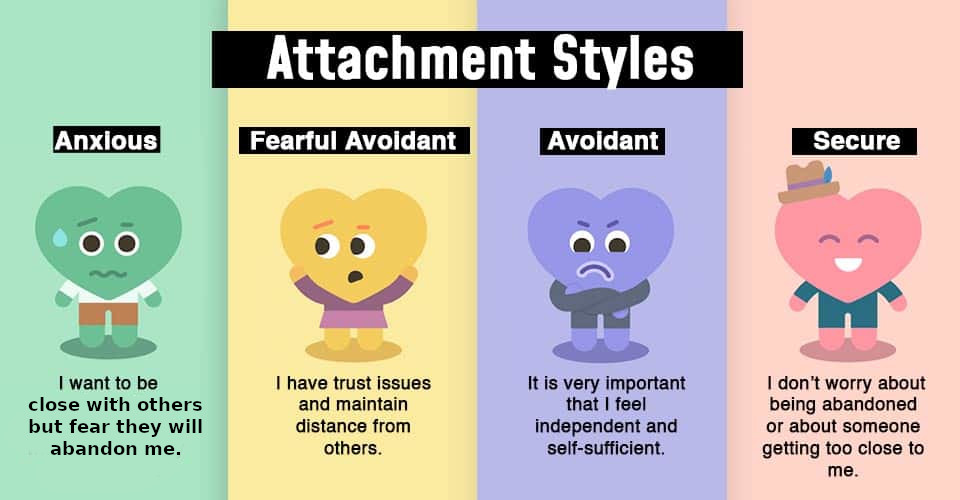 Attachment Styles
Anxious
I want to be
close with others
but fear they will
abandon me.
Fearful Avoidant
I have trust issues
and maintain
distance from
others.
Avoidant
It is very important
that I feel
independent and
self-sufficient.
Secure
I don’t worry about
being abandoned
or about someone
getting too close to
me.